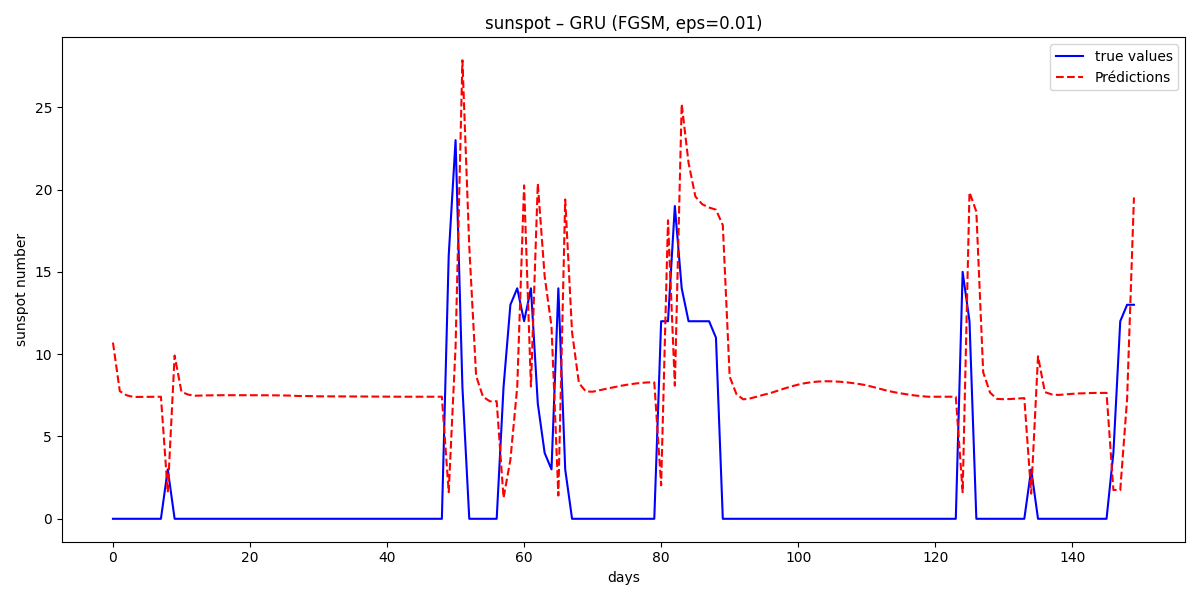 sunspot – GRU (FGSM, eps=0.01)
true values
Prédictions
sunspot number
25
20
15
10
5
0
0 20 40 60 80 100 120 140
days